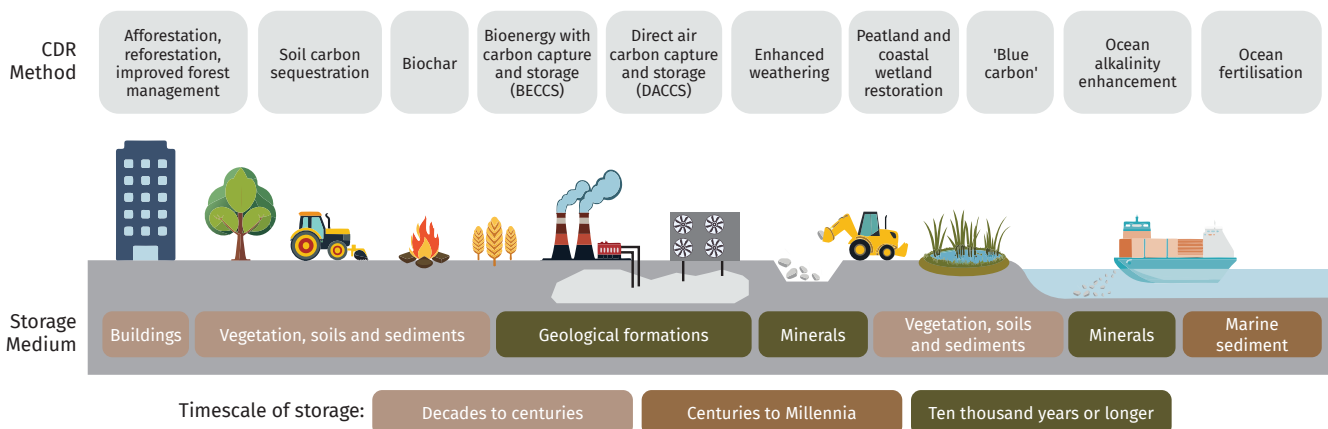 CDR
Method
Afforestation,
reforestation,
improved forest
management
Soil carbon
sequestration
Biochar
Bioenergy with
carbon capture
and storage
(BECCS)
Direct air
carbon capture
and storage
(DACCS)
Enhanced
weathering
Peatland and
coastal
wetland
restoration
'Blue
carbon'
Ocean
alkalinity
enhancement
Ocean
fertilisation
Storage
Medium
Buildings
Vegetation, soils and sediments
Geological formations
Minerals
Vegetation, soils
and sediments
Minerals
Marine
sediment
Timescale of storage:
Decades to centuries
Centuries to Millennia
Ten thousand years or longer